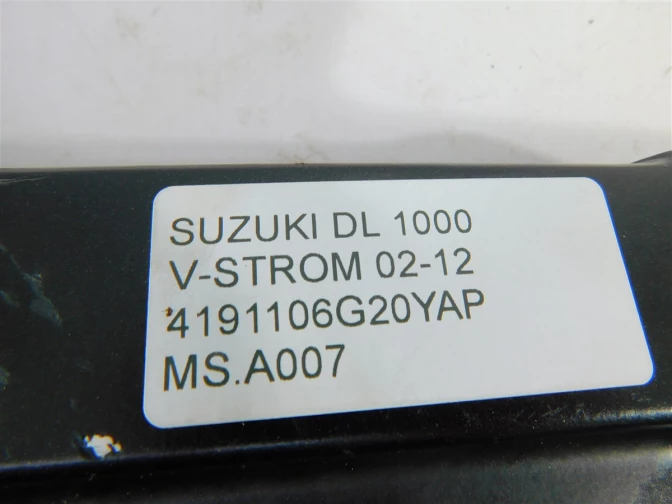 SUZUKI DL 1000
V-STROM 02-12
4191106G20YAP
MS.A007